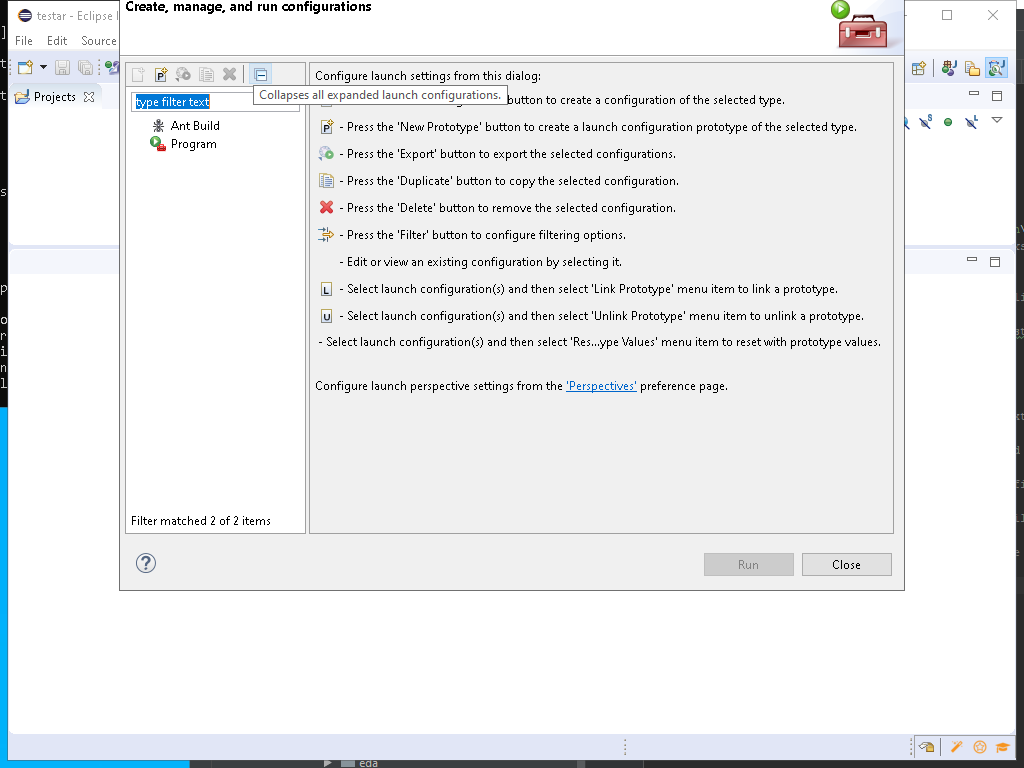 Create, manage, and run configurations
testar - Eclipse I
File Edit Source
Projects
Configure launch settings from this dialog:
Collapses all expanded launch configurations.
button to create a configuration of the selected type.
type filter text
Ant Build
Program
- Press the 'New Prototype' button to create a launch configuration prototype of the selected type.
- Press the 'Export' button to export the selected configurations.
- Press the 'Duplicate' button to copy the selected configuration.
- Press the 'Delete' button to remove the selected configuration.
- Press the 'Filter' button to configure filtering options.
- Edit or view an existing configuration by selecting it.
L - Select launch configuration(s) and then select 'Link Prototype' menu item to link a prototype.
U - Select launch configuration(s) and then select 'Unlink Prototype' menu item to unlink a prototype.
- Select launch configuration(s) and then select 'Res...ype Values' menu item to reset with prototype values.
Configure launch perspective settings from the 'Perspectives' preference page.
Filter matched 2 of 2 items
Run
Close
eda